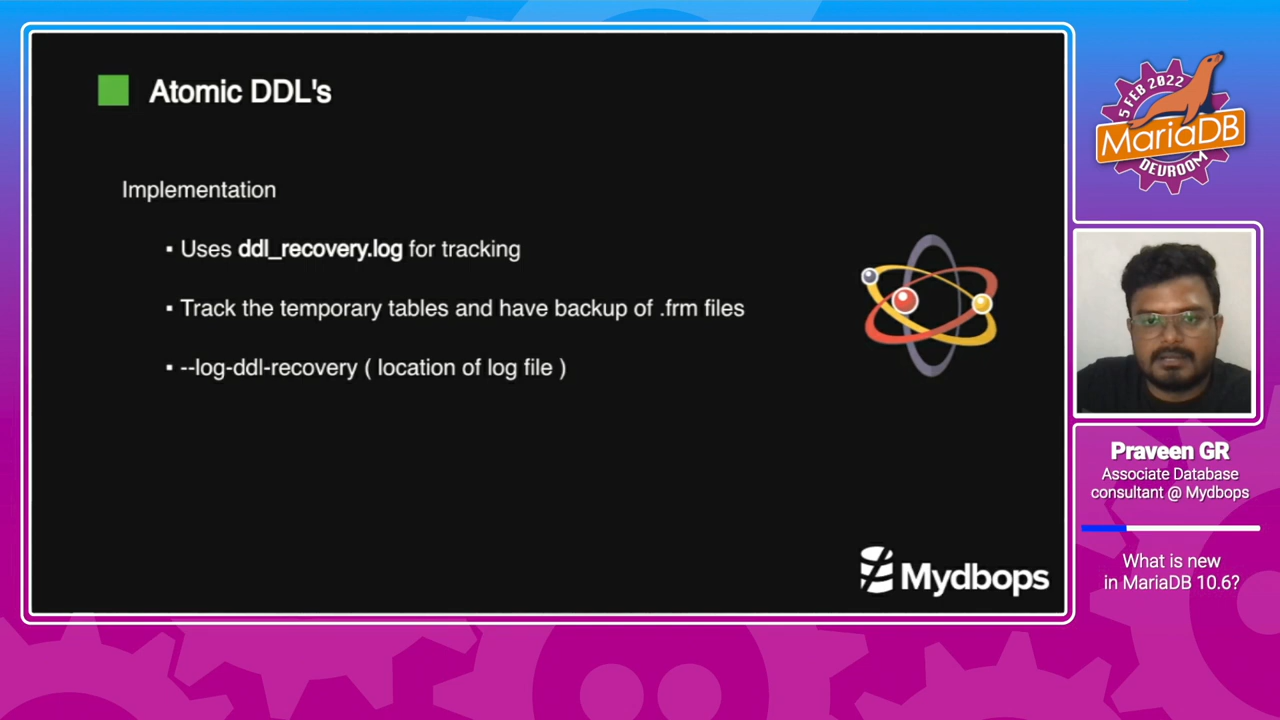 Atomic DDL's
Implementation
▪ Uses ddl_recovery.log for tracking
▪ Track the temporary tables and have backup of .frm files
▪ --log-ddl-recovery ( location of log file )
Mydbops
5 FEB 2022
MariaDB
DEVROOM
Praveen GR
Associate Database
consultant @ Mydbops
What is new
in MariaDB 10.6?